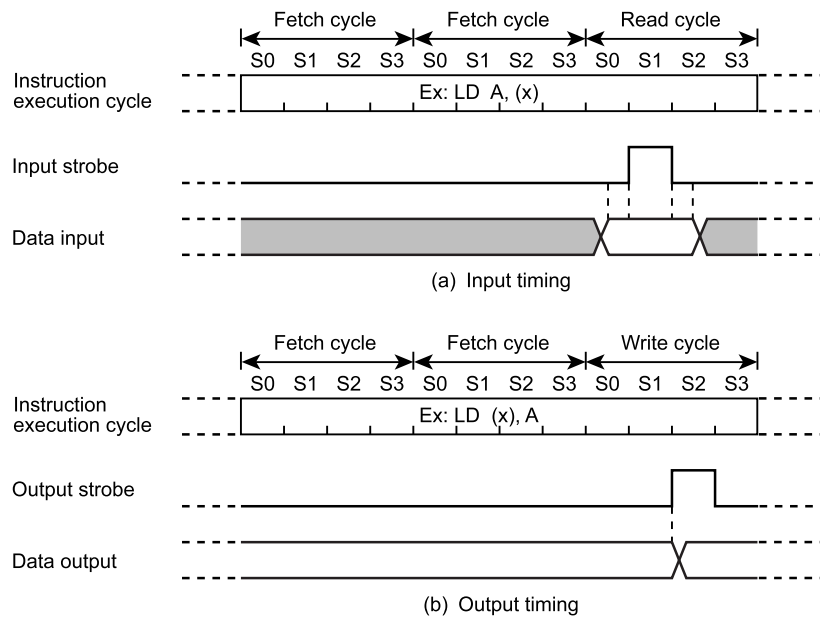 Fetch cycle Fetch cycle Read cycle
S0 S1 S2 S3 S0 S1 S2 S3 S0 S1 S2 S3
Instruction
execution cycle
Ex: LD A, (x)
Input strobe
Data input
(a) Input timing
Fetch cycle Fetch cycle Write cycle
S0 S1 S2 S3 S0 S1 S2 S3 S0 S1 S2 S3
Instruction
execution cycle
Ex: LD (x), A
Output strobe
Data output
(b) Output timing